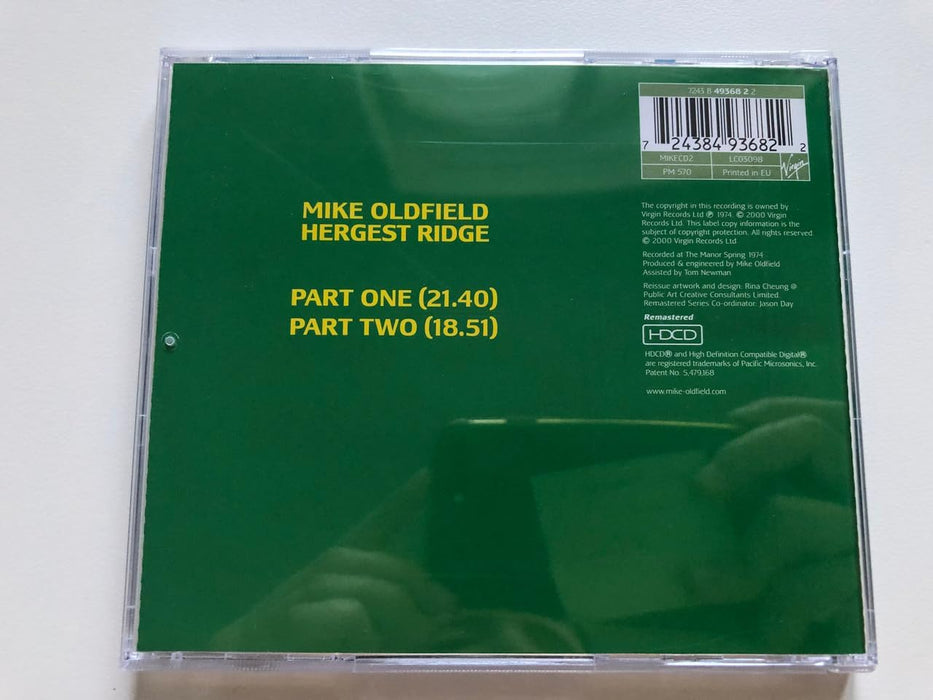 7243 8 49368 2 2
7 24384 93682 2
MIKECD2 LC03098
PM 570 Printed in EU
Virgin
MIKE OLDFIELD
HERGEST RIDGE
PART ONE (21.40)
PART TWO (18.51)
The copyright in this recording is owned by
Virgin Records Ltd ℗ 1974. © 2000 Virgin
Records Ltd. This label copy information is the
subject of copyright protection. All rights reserved
© 2000 Virgin Records Ltd
Recorded at The Manor Spring 1974
Produced & engineered by Mike Oldfield
Assisted by Tom Newman
Reissue artwork and design: Rina Cheung @
Public Art Creative Consultants Limited.
Remastered Series Co-ordinator: Jason Day
Remastered
HDCD
HDCD® and High Definition Compatible Digital®
are registered trademarks of Pacific Microsonics, Inc.
Patent No. 5,479,168
www.mike-oldfield.com